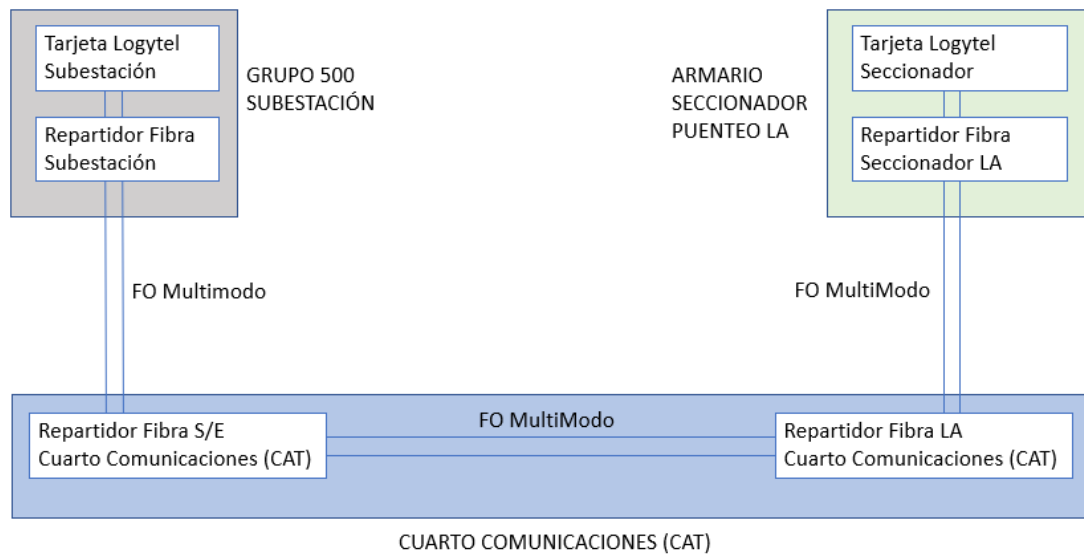 Tarjeta Logytel
Subestación
Repartidor Fibra
Subestación
GRUPO 500
SUBESTACIÓN
ARMARIO
SECCIONADOR
PUENTEO LA
Tarjeta Logytel
Seccionador
Repartidor Fibra
Seccionador LA
FO Multimodo
FO MultiModo
Repartidor Fibra S/E
Cuarto Comunicaciones (CAT)
FO MultiModo
Repartidor Fibra LA
Cuarto Comunicaciones (CAT)
CUARTO COMUNICACIONES (CAT)